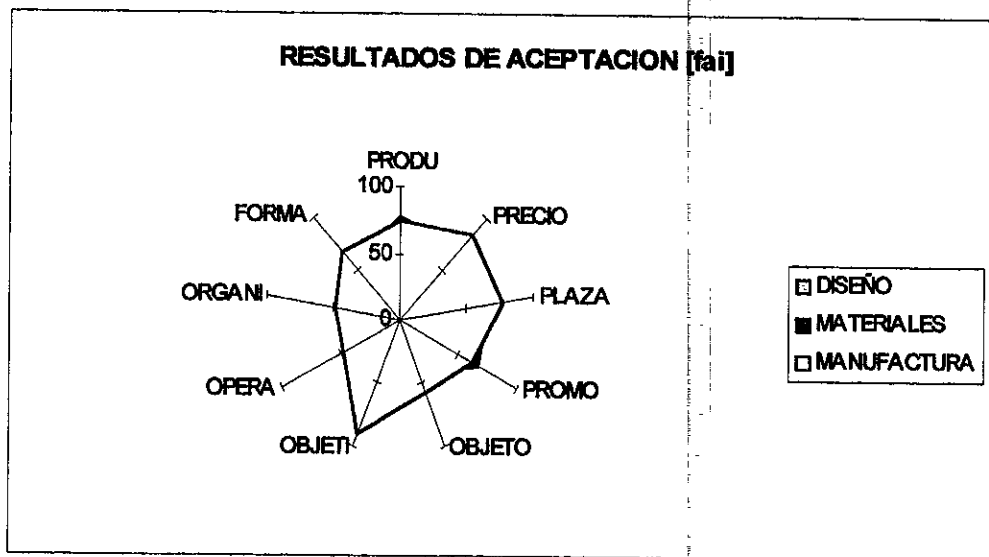 RESULTADOS DE ACEPTACION [fai]
PRODU
100
FORMA
PRECIO
50
ORGANI
0
PLAZA
OPERA
PROMO
OBJETI
OBJETO
DISEÑO
MATERIALES
MANUFACTURA